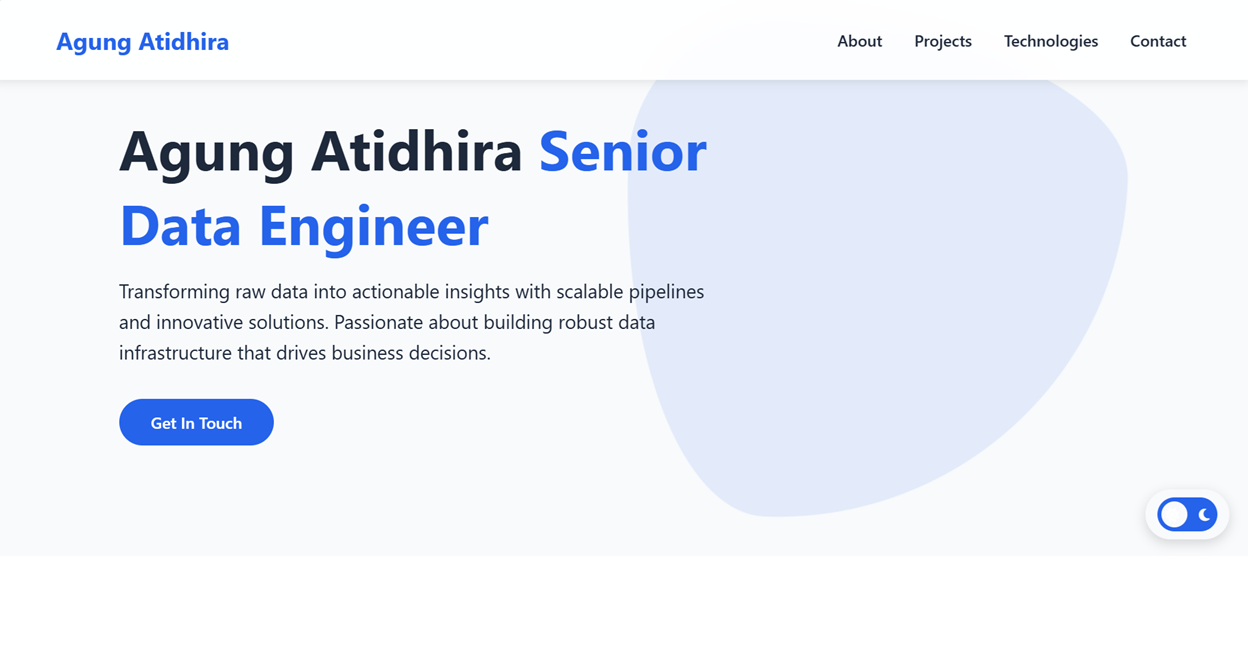 Agung Atidhira
About
Projects
Technologies
Contact
Agung Atidhira Senior
Data Engineer
Transforming raw data into actionable insights with scalable pipelines
and innovative solutions. Passionate about building robust data
infrastructure that drives business decisions.
Get In Touch